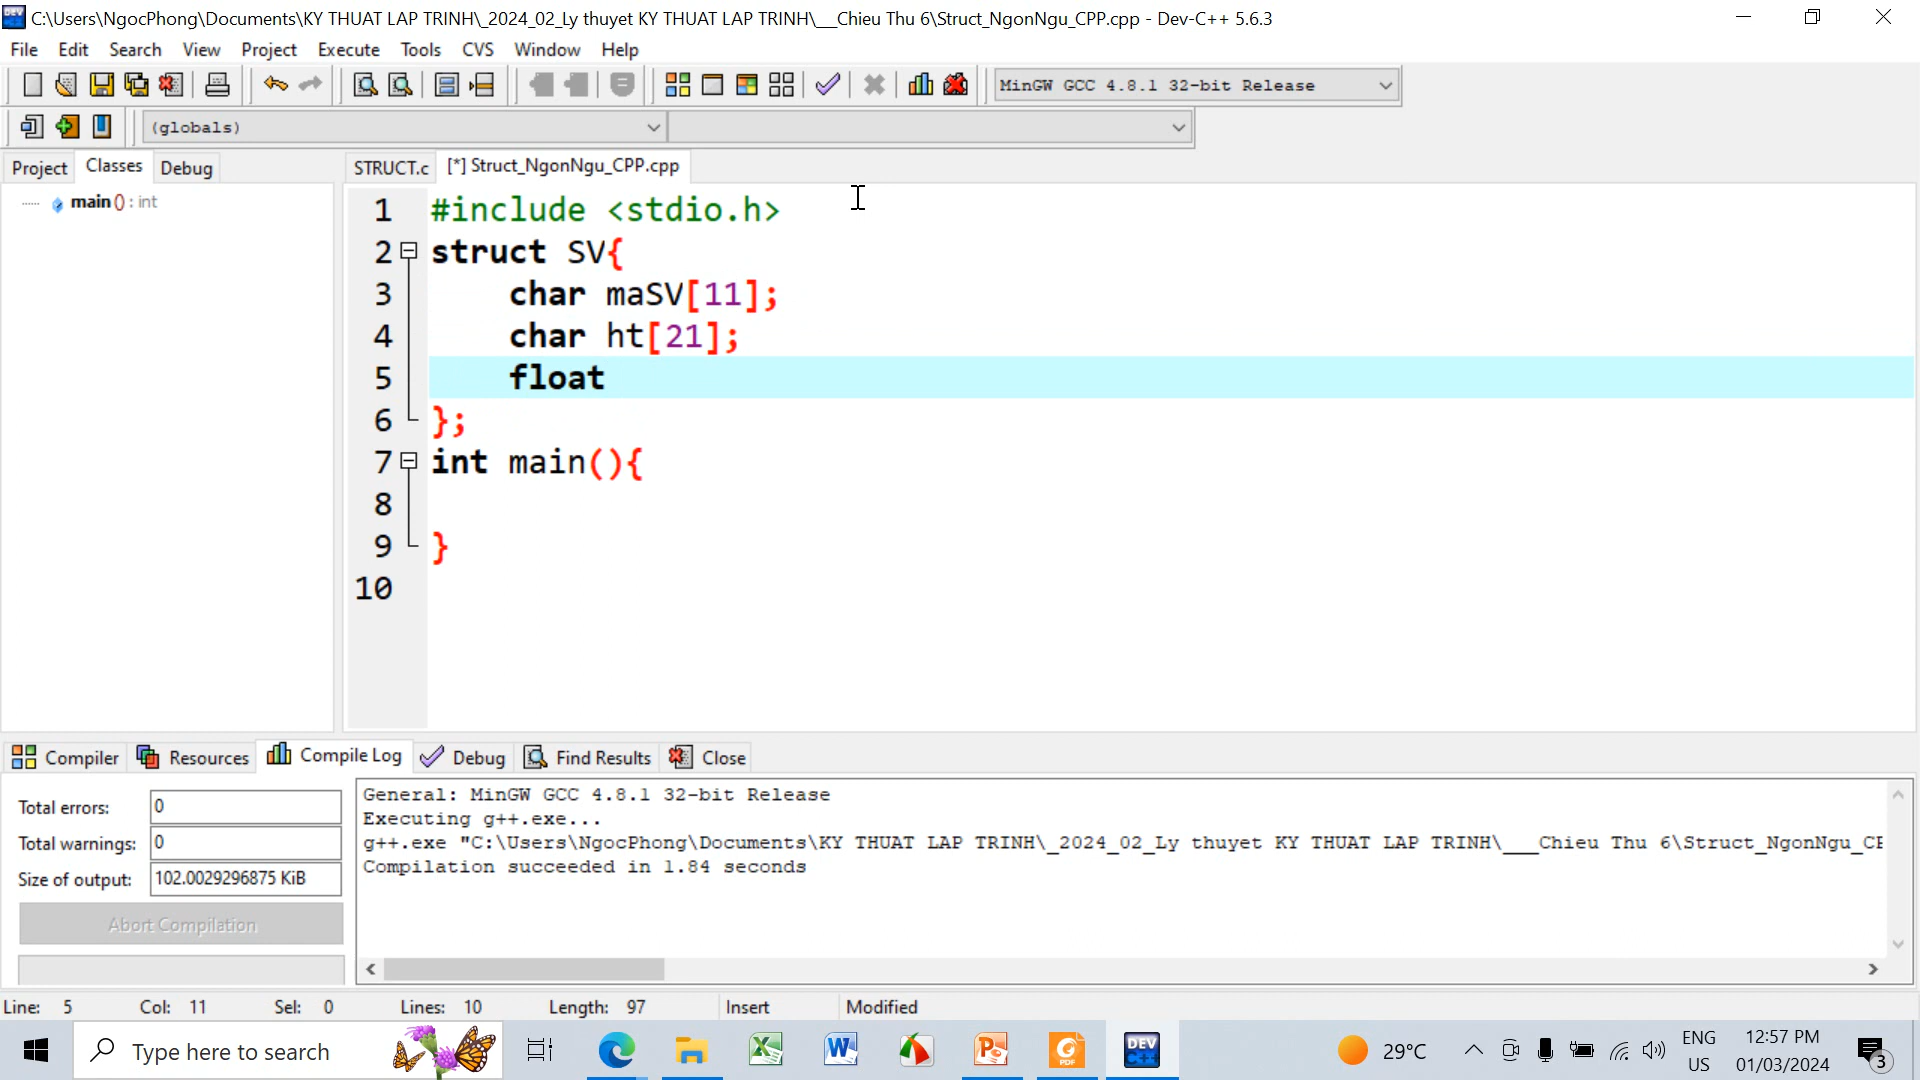 C:\Users\NgocPhong\Documents\KY THUAT LAP TRINH\_2024_02_Ly thuyet KY THUAT LAP TRINH\___Chieu Thu 6\Struct_NgonNgu_CPP.cpp - Dev-C++ 5.6.3
File Edit Search View Project Execute Tools CVS Window Help
MinGW GCC 4.8.1 32-bit Release
(globals)
Project Classes Debug
STRUCT.c [*] Struct_NgonNgu_CPP.cpp
main () : int
1 #include <stdio.h>
2 struct SV{
3 char maSV[11];
4 char ht[21];
5 float
6 };
7 int main(){
8
9 }
10
Compiler Resources Compile Log Debug Find Results Close
Total errors: 0
Total warnings: 0
Size of output: 102.0029296875 KiB
Abort Compilation
General: MinGW GCC 4.8.1 32-bit Release
Executing g++.exe...
g++.exe "C:\Users\NgocPhong\Documents\KY THUAT LAP TRINH\_2024_02_Ly thuyet KY THUAT LAP TRINH\___Chieu Thu 6\Struct_NgonNgu_CP
Compilation succeeded in 1.84 seconds
Line: 5 Col: 11 Sel: 0 Lines: 10 Length: 97 Insert Modified
Type here to search
DEV
C++
29°C
ENG
US
12:57 PM
01/03/2024
3